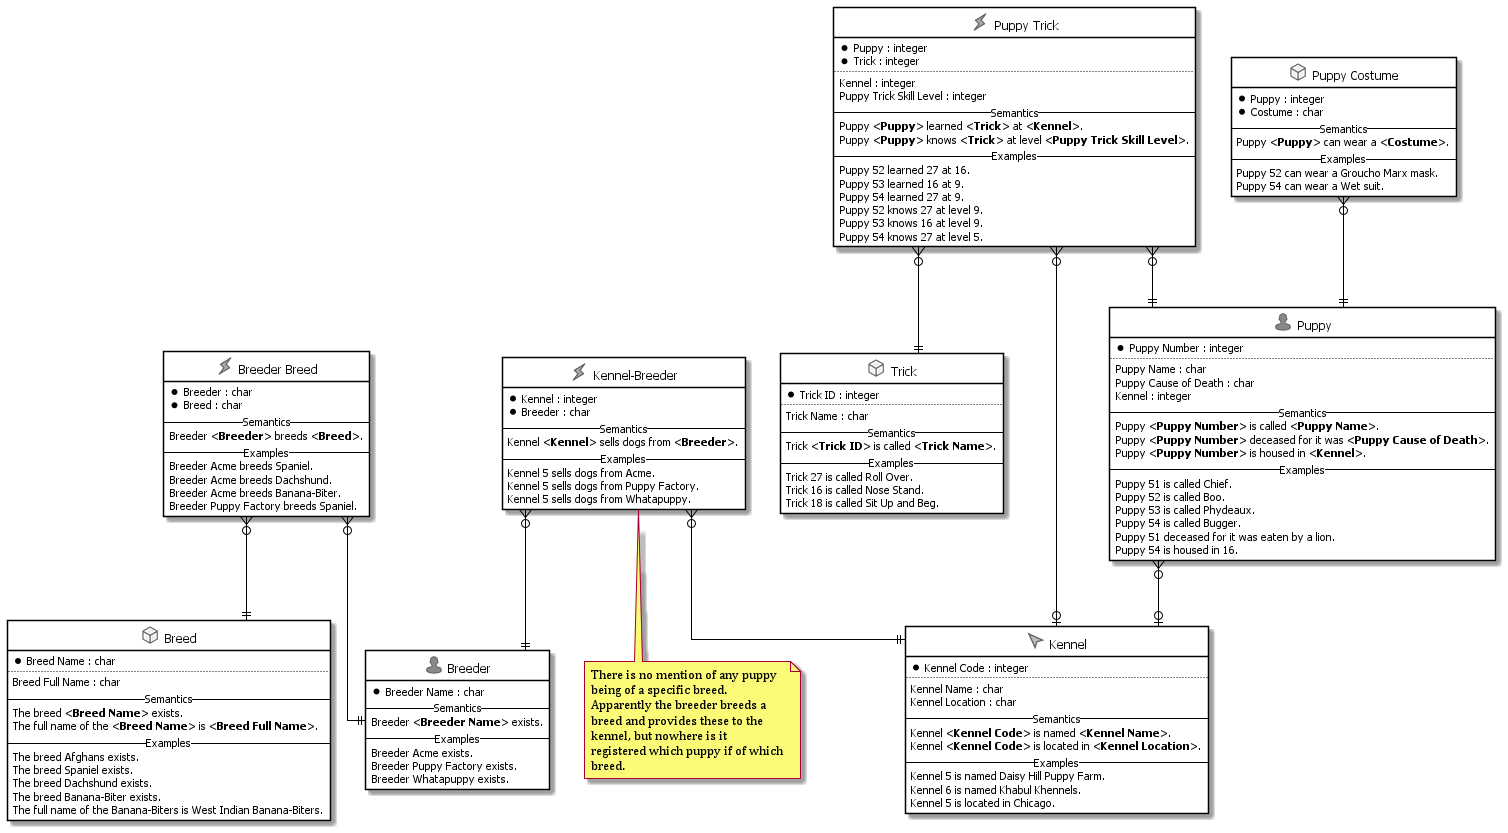 Puppy Trick
Puppy : integer
Trick : integer
Kennel : integer
Puppy Trick Skill Level : integer
Semantics
Puppy <Puppy> learned <Trick> at <Kennel>.
Puppy <Puppy> knows <Trick> at level <Puppy Trick Skill Level>.
Examples
Puppy 52 learned 27 at 16.
Puppy 53 learned 16 at 9.
Puppy 54 learned 27 at 9.
Puppy 52 knows 27 at level 9.
Puppy 53 knows 16 at level 9.
Puppy 54 knows 27 at level 5.
Puppy Costume
Puppy : integer
Costume : char
Semantics
Puppy <Puppy> can wear a <Costume>.
Examples
Puppy 52 can wear a Groucho Marx mask.
Puppy 54 can wear a Wet suit.
Breeder Breed
Breeder : char
Breed : char
Semantics
Breeder <Breeder> breeds <Breed>.
Examples
Breeder Acme breeds Spaniel.
Breeder Acme breeds Dachshund.
Breeder Acme breeds Banana-Biter.
Breeder Puppy Factory breeds Spaniel.
Kennel-Breeder
Kennel : integer
Breeder : char
Semantics
Kennel <Kennel> sells dogs from <Breeder>.
Examples
Kennel 5 sells dogs from Acme.
Kennel 5 sells dogs from Puppy Factory.
Kennel 5 sells dogs from Whatapuppy.
Trick
Trick ID : integer
Trick Name : char
Semantics
Trick <Trick ID> is called <Trick Name>.
Examples
Trick 27 is called Roll Over.
Trick 16 is called Nose Stand.
Trick 18 is called Sit Up and Beg.
Puppy
Puppy Number : integer
Puppy Name : char
Puppy Cause of Death : char
Kennel : integer
Semantics
Puppy <Puppy Number> is called <Puppy Name>.
Puppy <Puppy Number> deceased for it was <Puppy Cause of Death>.
Puppy <Puppy Number> is housed in <Kennel>.
Examples
Puppy 51 is called Chief.
Puppy 52 is called Boo.
Puppy 53 is called Phydeaux.
Puppy 54 is called Bugger.
Puppy 51 deceased for it was eaten by a lion.
Puppy 54 is housed in 16.
Breed
Breed Name : char
Breed Full Name : char
Semantics
The breed <Breed Name> exists.
The full name of the <Breed Name> is <Breed Full Name>.
Examples
The breed Afghans exists.
The breed Spaniel exists.
The breed Dachshund exists.
The breed Banana-Biter exists.
The full name of the Banana-Biters is West Indian Banana-Biters.
Breeder
Breeder Name : char
Semantics
Breeder <Breeder Name> exists.
Examples
Breeder Acme exists.
Breeder Puppy Factory exists.
Breeder Whatapuppy exists.
There is no mention of any puppy
being of a specific breed.
Apparently the breeder breeds a
breed and provides these to the
kennel, but nowhere is it
registered which puppy if of which
breed.
Kennel
Kennel Code : integer
Kennel Name : char
Kennel Location : char
Semantics
Kennel <Kennel Code> is named <Kennel Name>.
Kennel <Kennel Code> is located in <Kennel Location>.
Examples
Kennel 5 is named Daisy Hill Puppy Farm.
Kennel 6 is named Khabul Khennels.
Kennel 5 is located in Chicago.